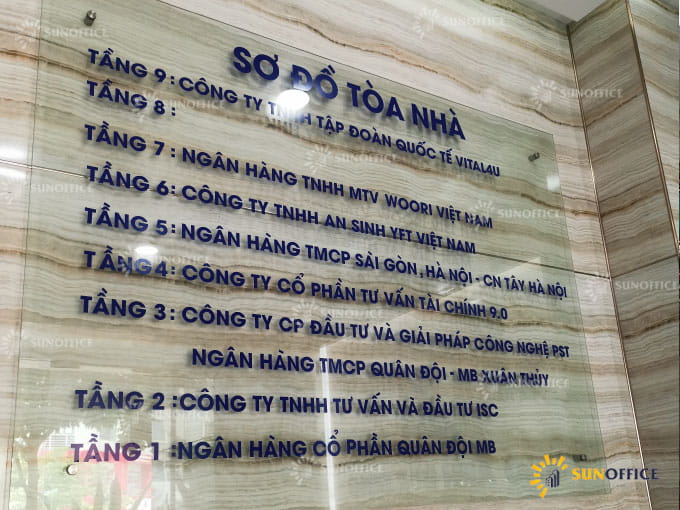 SƠ ĐỒ TÒA NHÀ
TẦNG 9 : CÔNG TY TNHH TẬP ĐOÀN QUỐC TẾ VITAL4U
TẦNG 8 :
TẦNG 7 : NGÂN HÀNG TNHH MTV WOORI VIỆT NAM
TẦNG 6: CÔNG TY TNHH AN SINH YFT VIỆT NAM
TẦNG 5: NGÂN HÀNG TMCP SÀI GÒN, HÀ NỘI - CN TÂY HÀ NỘI
TẦNG 4: CÔNG TY CỔ PHẦN TƯ VẤN TÀI CHÍNH 9.0
TẦNG 3: CÔNG TY CP ĐẦU TƯ VÀ GIẢI PHÁP CÔNG NGHỆ PST
NGÂN HÀNG TMCP QUÂN ĐỘI - MB XUÂN THỦY
TẦNG 2 :CÔNG TY TNHH TƯ VẤN VÀ ĐẦU TƯ ISC
TẦNG 1 :NGÂN HÀNG CỔ PHẦN QUÂN ĐỘI MB
SUNOFFICE